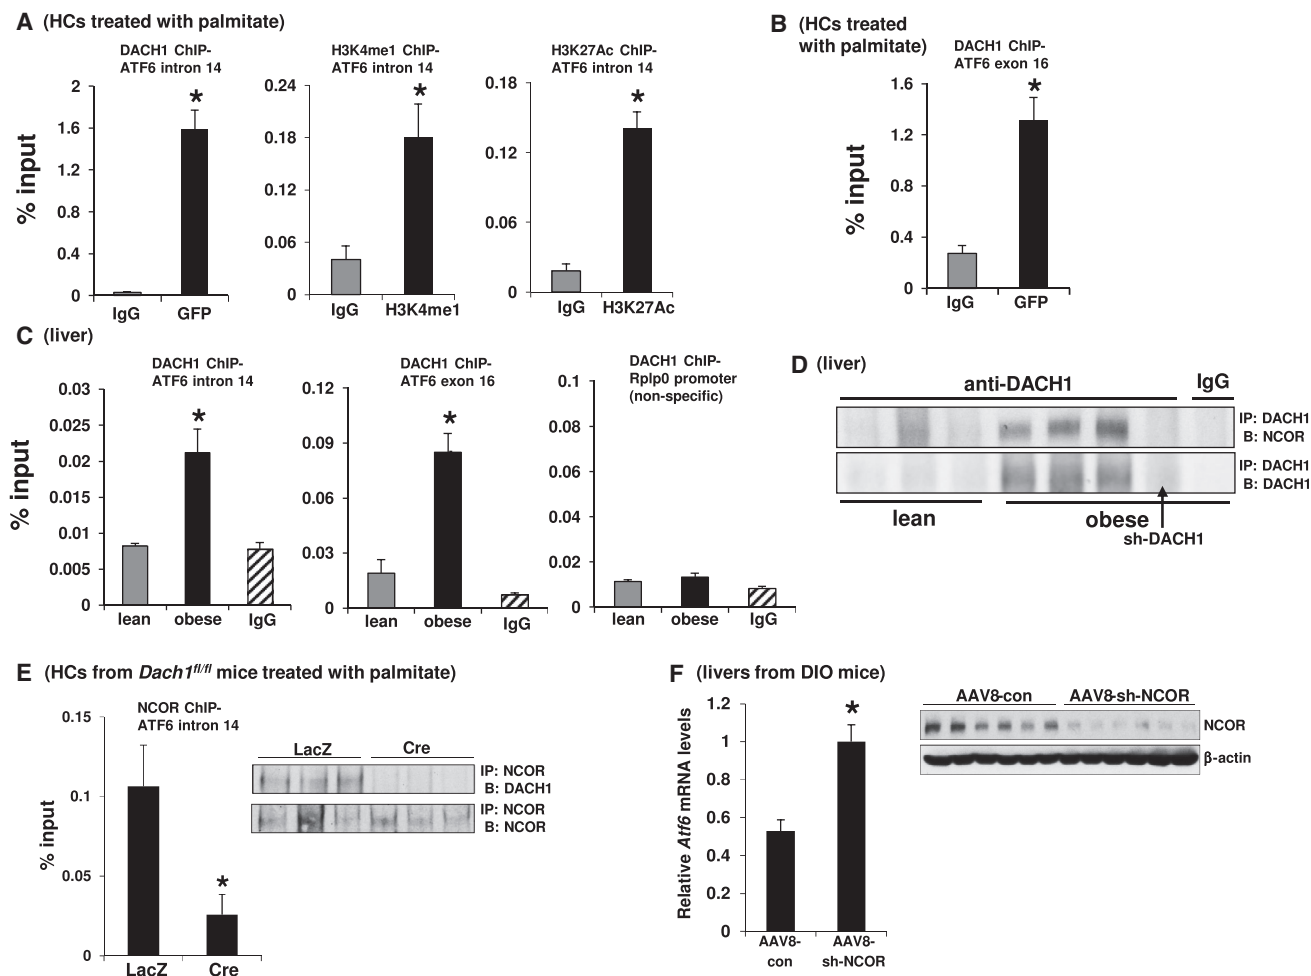 A (HCs treated with palmitate)
DACH1 ChIP-
ATF6 intron 14
% input
2
1.6
1.2
0.8
0.4
0
*
IgG
GFP
H3K4me1 ChIP-
ATF6 intron 14
0.24
0.18
0.12
0.06
0
*
IgG
H3K4me1
H3K27Ac ChIP-
ATF6 intron 14
0.18
0.12
0.06
0
*
IgG
H3K27Ac
B (HCs treated
with palmitate)
DACH1 ChIP-
ATF6 exon 16
% input
1.6
1.2
0.8
0.4
0
*
IgG
GFP
C (liver)
DACH1 ChIP-
ATF6 intron 14
% input
0.03
0.025
0.02
0.015
0.01
0.005
0
*
lean
obese
IgG
DACH1 ChIP-
ATF6 exon 16
0.12
0.09
0.06
0.03
0
*
lean
obese
IgG
DACH1 ChIP-
Rplp0 promoter
(non-specific)
0.1
0.08
0.06
0.04
0.02
0
lean
obese
IgG
D (liver)
anti-DACH1
IgG
IP: DACH1
B: NCOR
IP: DACH1
B: DACH1
lean
obese
sh-DACH1
E (HCs from Dach1fl/fl mice treated with palmitate)
NCOR ChIP-
ATF6 intron 14
% input
0.15
0.1
0.05
0
*
LacZ
Cre
LacZ
Cre
IP: NCOR
B: DACH1
IP: NCOR
B: NCOR
F (livers from DIO mice)
Relative Atf6 mRNA levels
1.2
1
0.8
0.6
0.4
0.2
0
*
AAV8-
con
AAV8-
sh-NCOR
AAV8-con
AAV8-sh-NCOR
NCOR
β-actin